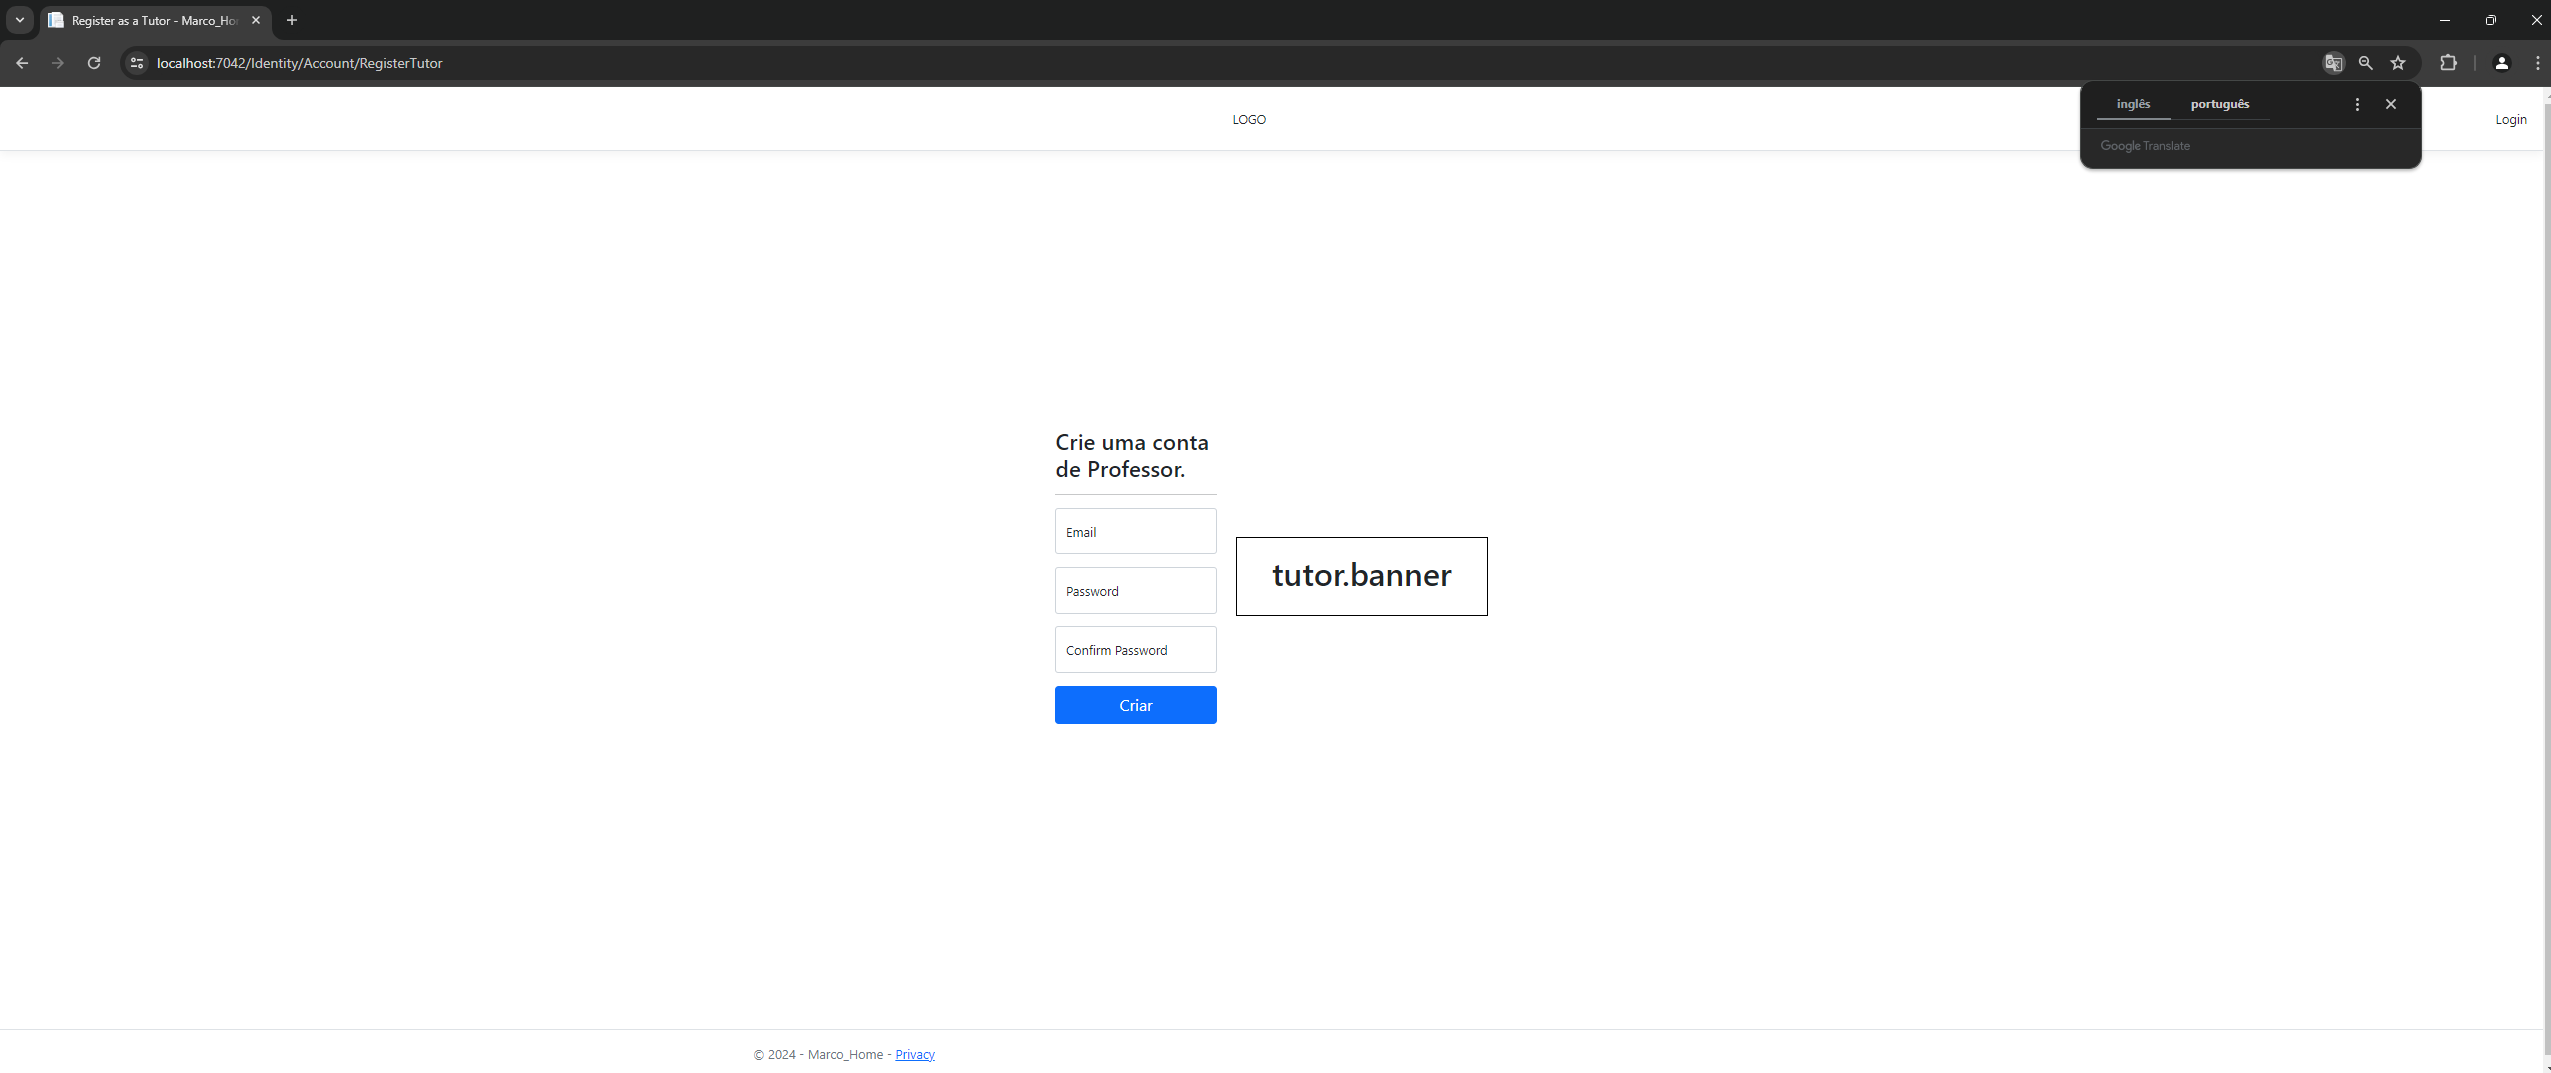 Register as a Tutor - Marco_Ho
localhost:7042/Identity/Account/RegisterTutor
inglês português
Google Translate
LOGO
Login
Crie uma conta
de Professor.
Email
Password
Confirm Password
Criar
tutor.banner
© 2024 - Marco_Home - Privacy